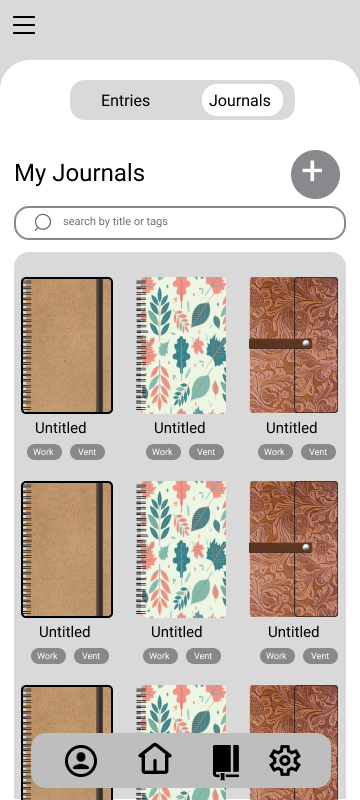 Entries Journals
My Journals
search by title or tags
Untitled Untitled Untitled
Work Vent Work Vent Work Vent
Untitled Untitled Untitled
Work Vent Work Vent Work Vent